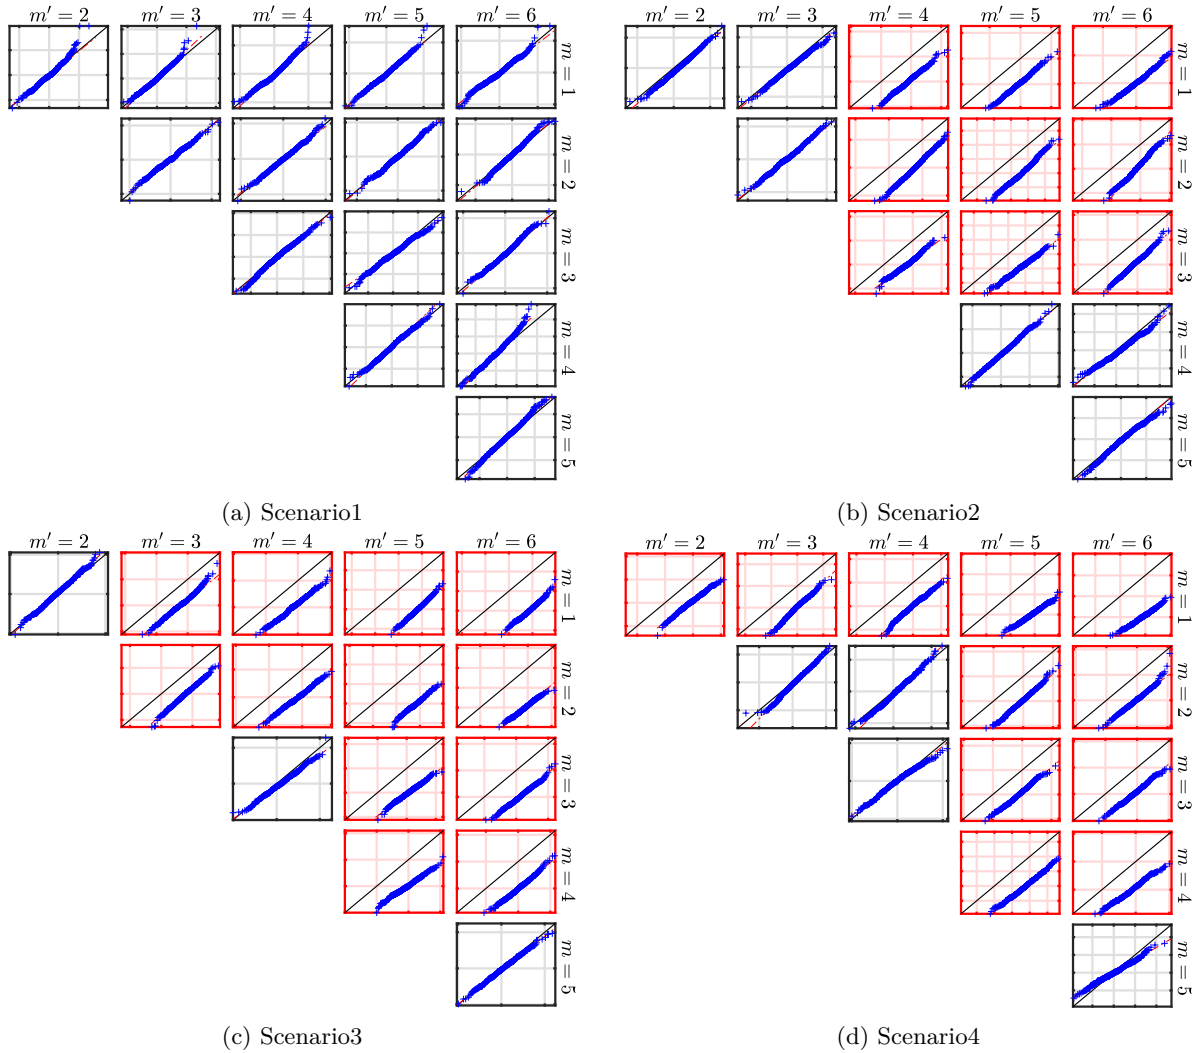 m′ = 2 m′ = 3 m′ = 4 m′ = 5 m′ = 6
m = 1
m = 2
m = 3
m = 4
m = 5
(a) Scenario1
m′ = 2 m′ = 3 m′ = 4 m′ = 5 m′ = 6
m = 1
m = 2
m = 3
m = 4
m = 5
(b) Scenario2
m′ = 2 m′ = 3 m′ = 4 m′ = 5 m′ = 6
m = 1
m = 2
m = 3
m = 4
m = 5
(c) Scenario3
m′ = 2 m′ = 3 m′ = 4 m′ = 5 m′ = 6
m = 1
m = 2
m = 3
m = 4
m = 5
(d) Scenario4